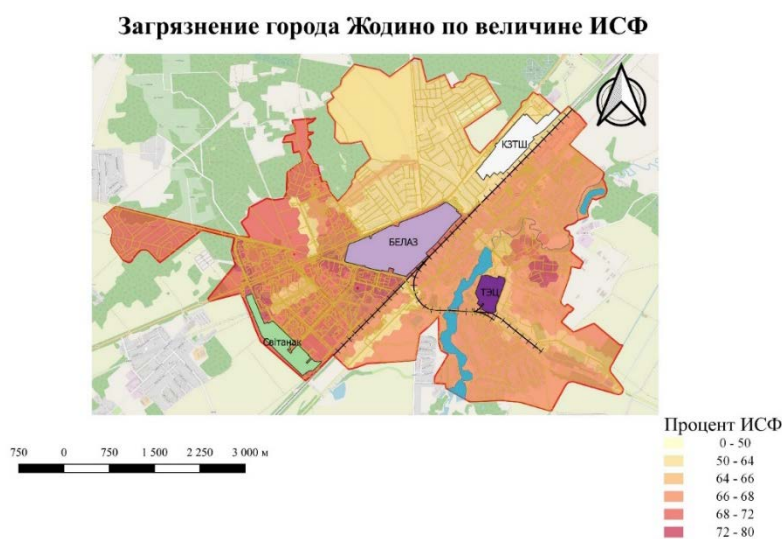 Загрязнение города Жодино по величине ИСФ
КЗТШ
БЕЛАЗ
ТЭЦ
Світанак
Процент ИСФ
0 - 50
50 - 64
64 - 66
66 - 68
68 - 72
72 - 80
750 0 750 1 500 2 250 3 000 м